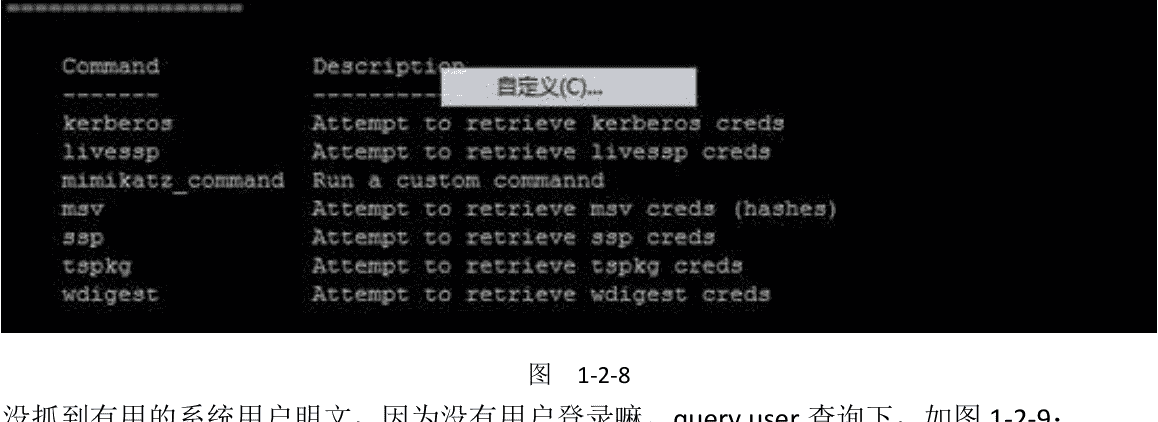 ==================
Command Description
自定义(C)...
------- -----------
kerberos Attempt to retrieve kerberos creds
livessp Attempt to retrieve livessp creds
mimikatz_command Run a custom commannd
msv Attempt to retrieve msv creds (hashes)
ssp Attempt to retrieve ssp creds
tspkg Attempt to retrieve tspkg creds
wdigest Attempt to retrieve wdigest creds
图 1-2-8
没抓到有用的系统用户明文，因为没有用户登录嘛，query user 查询下，如图 1-2-9：